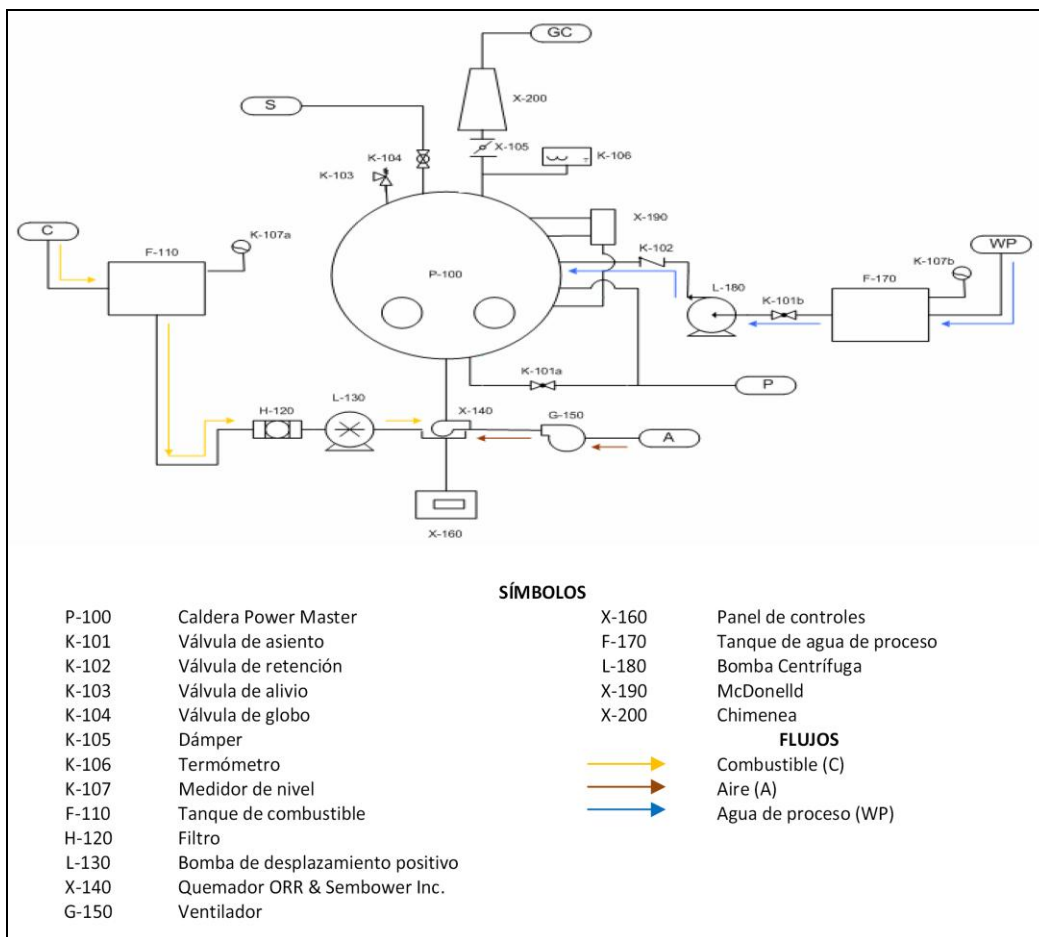 GC
X-200
S
X-105
K-104
K-106
K-103
X-190
C
K-107a
K-102
WP
F-110
K-107b
P-100
L-180
F-170
K-101b
K-101a
P
L-130
H-120
X-140
G-150
A
X-160
SÍMBOLOS
P-100 Caldera Power Master X-160 Panel de controles
K-101 Válvula de asiento F-170 Tanque de agua de proceso
K-102 Válvula de retención L-180 Bomba Centrífuga
K-103 Válvula de alivio X-190 McDonelld
K-104 Válvula de globo X-200 Chimenea
K-105 Dámper FLUJOS
K-106 Termómetro Combustible (C)
K-107 Medidor de nivel Aire (A)
F-110 Tanque de combustible Agua de proceso (WP)
H-120 Filtro
L-130 Bomba de desplazamiento positivo
X-140 Quemador ORR & Sembower Inc.
G-150 Ventilador